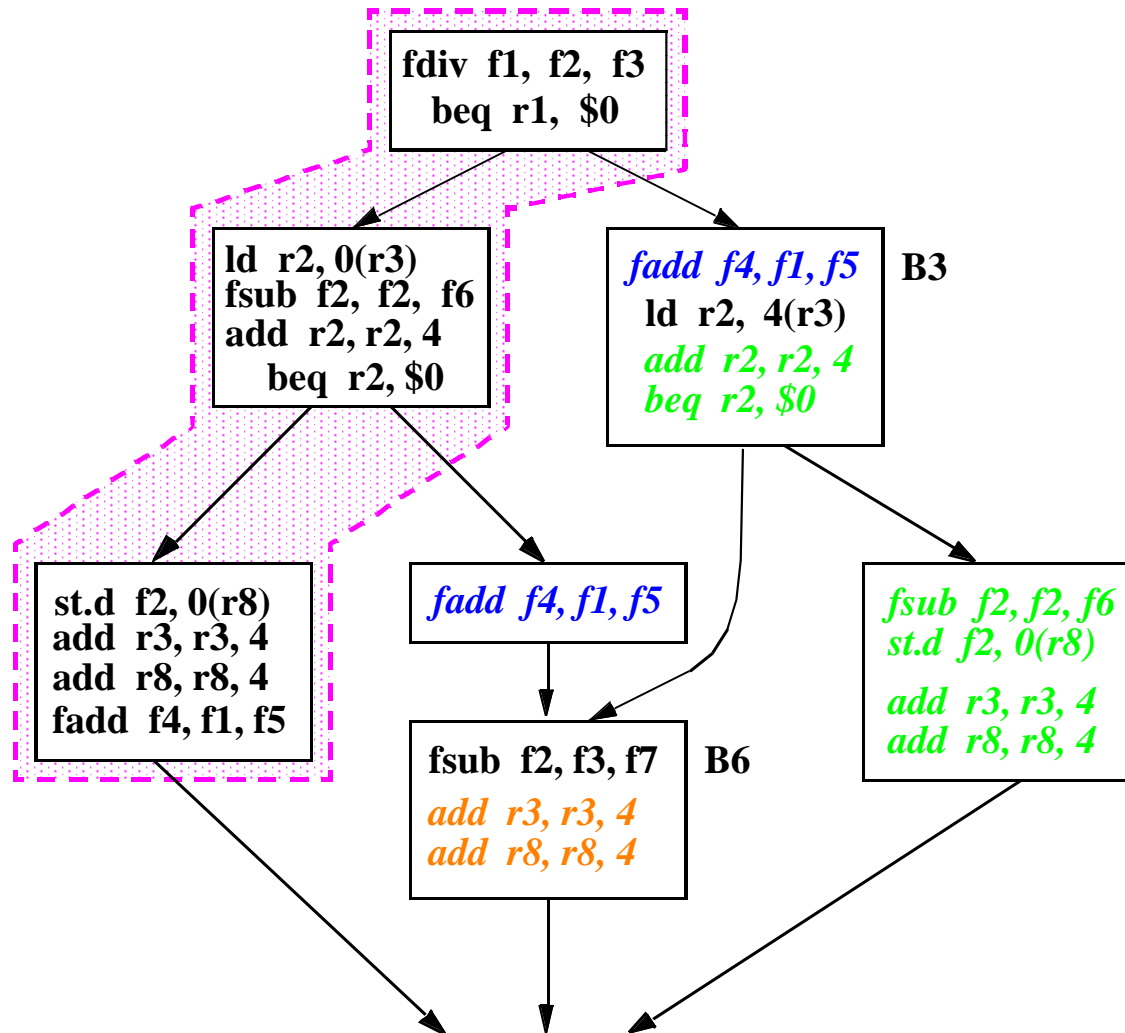 fdiv f1, f2, f3
beq r1, $0
ld r2, 0(r3)
fsub f2, f2, f6
add r2, r2, 4
beq r2, $0
fadd f4, f1, f5
ld r2, 4(r3)
add r2, r2, 4
beq r2, $0
B3
st.d f2, 0(r8)
add r3, r3, 4
add r8, r8, 4
fadd f4, f1, f5
fadd f4, f1, f5
fsub f2, f2, f6
st.d f2, 0(r8)
add r3, r3, 4
add r8, r8, 4
fsub f2, f3, f7
add r3, r3, 4
add r8, r8, 4
B6